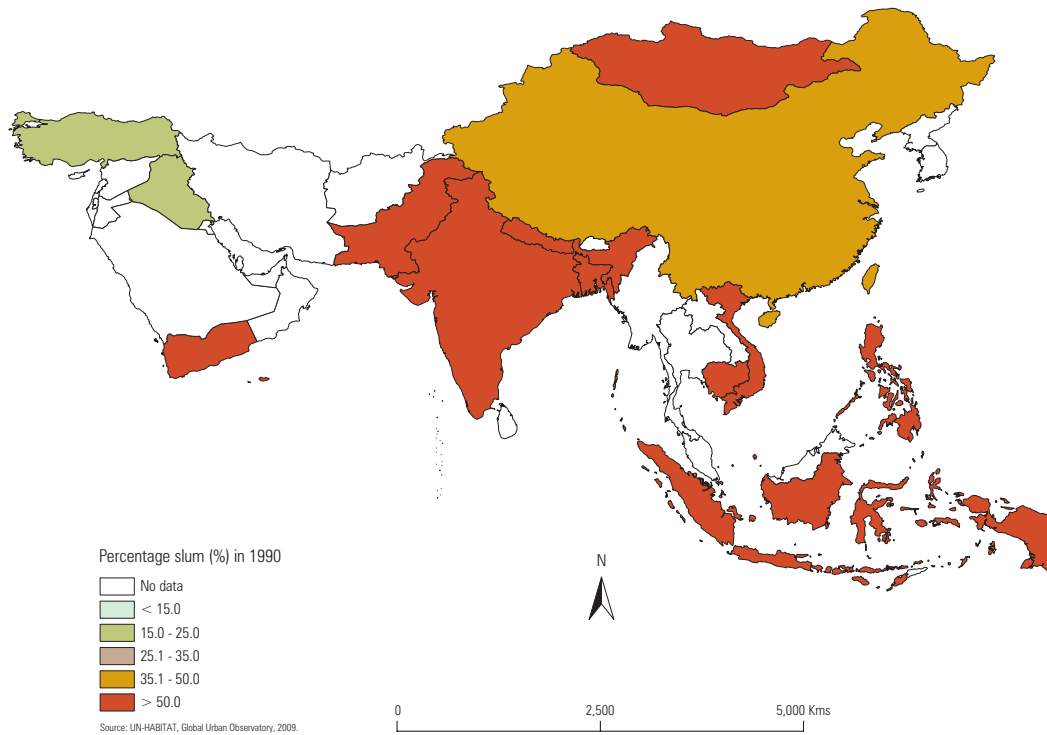 N
Percentage slum (%) in 1990
No data
< 15.0
15.0 - 25.0
25.1 - 35.0
35.1 - 50.0
> 50.0
Source: UN-HABITAT, Global Urban Observatory, 2009.
0 2,500 5,000 Kms